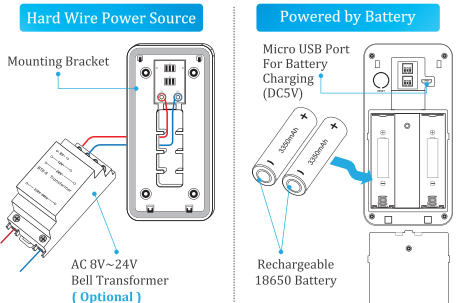 Hard Wire Power Source
Mounting Bracket
AC 8V~24V
Bell Transformer
( Optional )
Powered by Battery
Micro USB Port
For Battery
Charging
(DC5V)
3350mAh
3350mAh
Rechargeable
18650 Battery